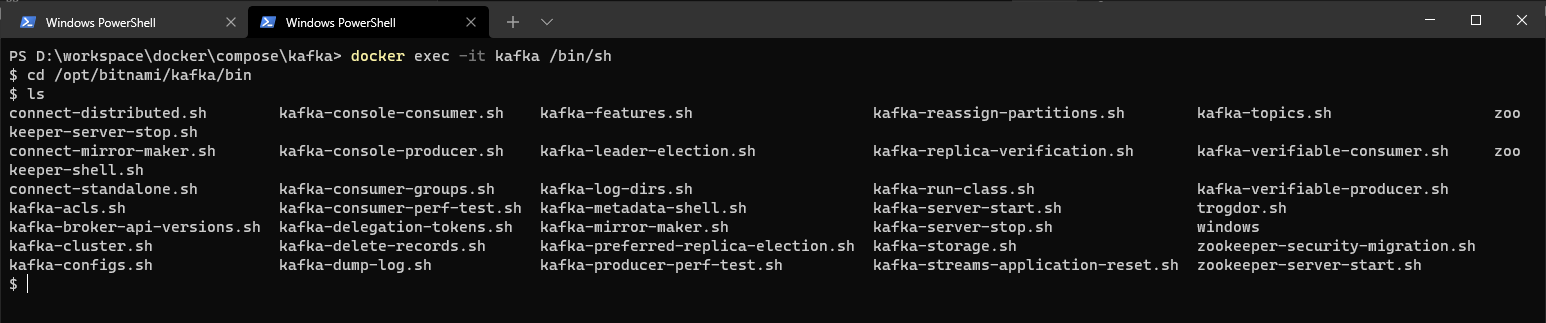 Windows PowerShell
Windows PowerShell
PS D:\workspace\docker\compose\kafka> docker exec -it kafka /bin/sh
$ cd /opt/bitnami/kafka/bin
$ ls
connect-distributed.sh        kafka-console-consumer.sh    kafka-features.sh                    kafka-reassign-partitions.sh        kafka-topics.sh                  zoo
keeper-server-stop.sh
connect-mirror-maker.sh       kafka-console-producer.sh    kafka-leader-election.sh             kafka-replica-verification.sh       kafka-verifiable-consumer.sh     zoo
keeper-shell.sh
connect-standalone.sh         kafka-consumer-groups.sh     kafka-log-dirs.sh                    kafka-run-class.sh                  kafka-verifiable-producer.sh
kafka-acls.sh                 kafka-consumer-perf-test.sh  kafka-metadata-shell.sh              kafka-server-start.sh               trogdor.sh
kafka-broker-api-versions.sh  kafka-delegation-tokens.sh   kafka-mirror-maker.sh                kafka-server-stop.sh                windows
kafka-cluster.sh              kafka-delete-records.sh      kafka-preferred-replica-election.sh  kafka-storage.sh                    zookeeper-security-migration.sh
kafka-configs.sh              kafka-dump-log.sh            kafka-producer-perf-test.sh          kafka-streams-application-reset.sh  zookeeper-server-start.sh
$